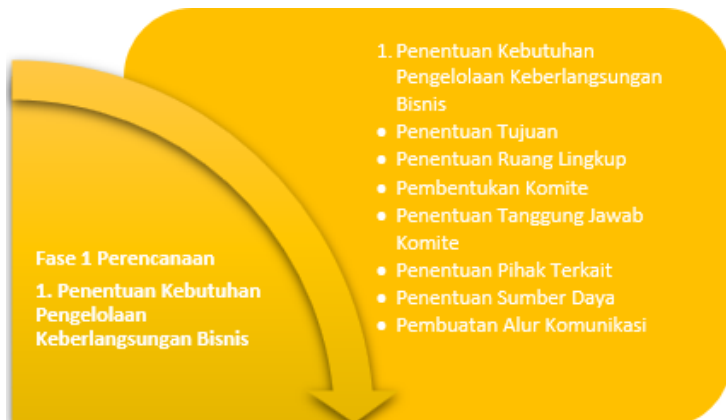 Fase 1 Perencanaan
1. Penentuan Kebutuhan
Pengelolaan
Keberlangsungan Bisnis
1. Penentuan Kebutuhan
Pengelolaan Keberlangsungan
Bisnis
• Penentuan Tujuan
• Penentuan Ruang Lingkup
• Pembentukan Komite
• Penentuan Tanggung Jawab
Komite
• Penentuan Pihak Terkait
• Penentuan Sumber Daya
• Pembuatan Alur Komunikasi